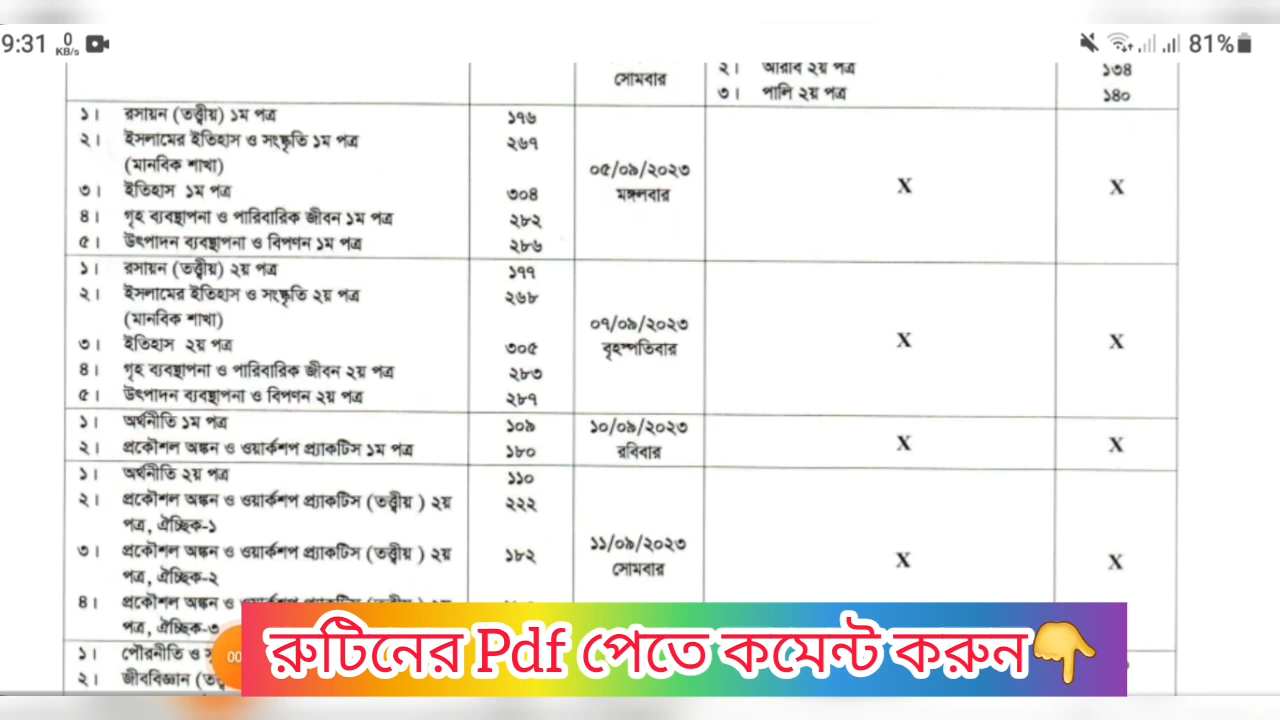 9:31 0 KB/s 81%
সোমবার ২। আরবি ২য় পত্র ১৩৪
৩। পালি ২য় পত্র ১৪০
১। রসায়ন (তত্ত্বীয়) ১ম পত্র ১৭৬
২। ইসলামের ইতিহাস ও সংস্কৃতি ১ম পত্র ২৬৭
(মানবিক শাখা)
০৫/০৯/২০২৩
মঙ্গলবার
X X
৩। ইতিহাস ১ম পত্র ৩০৪
৪। গৃহ ব্যবস্থাপনা ও পারিবারিক জীবন ১ম পত্র ২৮২
৫। উৎপাদন ব্যবস্থাপনা ও বিপণন ১ম পত্র ২৮৬
১। রসায়ন (তত্ত্বীয়) ২য় পত্র ১৭৭
২। ইসলামের ইতিহাস ও সংস্কৃতি ২য় পত্র ২৬৮
(মানবিক শাখা)
০৭/০৯/২০২৩
বৃহস্পতিবার
X X
৩। ইতিহাস ২য় পত্র ৩০৫
৪। গৃহ ব্যবস্থাপনা ও পারিবারিক জীবন ২য় পত্র ২৮৩
৫। উৎপাদন ব্যবস্থাপনা ও বিপণন ২য় পত্র ২৮৭
১। অর্থনীতি ১ম পত্র ১০৯ ১০/০৯/২০২৩
২। প্রকৌশল অঙ্কন ও ওয়ার্কশপ প্র্যাকটিস ১ম পত্র ১৮০ রবিবার X X
১। অর্থনীতি ২য় পত্র ১১০
২। প্রকৌশল অঙ্কন ও ওয়ার্কশপ প্র্যাকটিস (তত্ত্বীয় ) ২য় ২২২
পত্র, ঐচ্ছিক-১
৩। প্রকৌশল অঙ্কন ও ওয়ার্কশপ প্র্যাকটিস (তত্ত্বীয় ) ২য় ১৮২
পত্র, ঐচ্ছিক-২
১১/০৯/২০২৩
সোমবার
X X
৪। প্রকৌশল অঙ্কন ও
পত্র, ঐচ্ছিক-৩
১। পৌরনীতি ও
২। জীববিজ্ঞান
00
রুটিনের Pdf পেতে কমেন্ট করুন